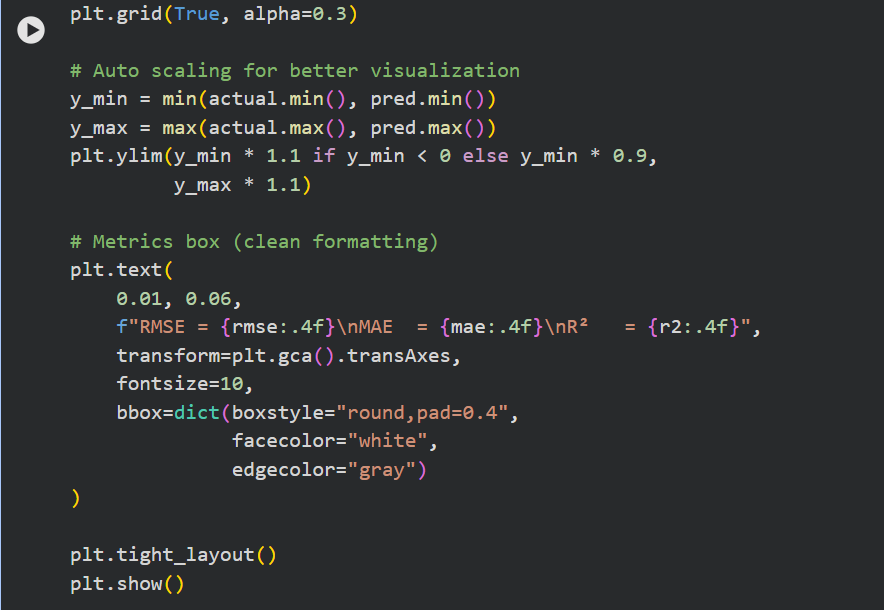 plt.grid(True, alpha=0.3)
# Auto scaling for better visualization
y_min = min(actual.min(), pred.min())
y_max = max(actual.max(), pred.max())
plt.ylim(y_min * 1.1 if y_min < 0 else y_min * 0.9,
         y_max * 1.1)
# Metrics box (clean formatting)
plt.text(
    0.01, 0.06,
    f"RMSE = {rmse:.4f}\nMAE  = {mae:.4f}\nR²   = {r2:.4f}",
    transform=plt.gca().transAxes,
    fontsize=10,
    bbox=dict(boxstyle="round,pad=0.4",
              facecolor="white",
              edgecolor="gray")
)
plt.tight_layout()
plt.show()